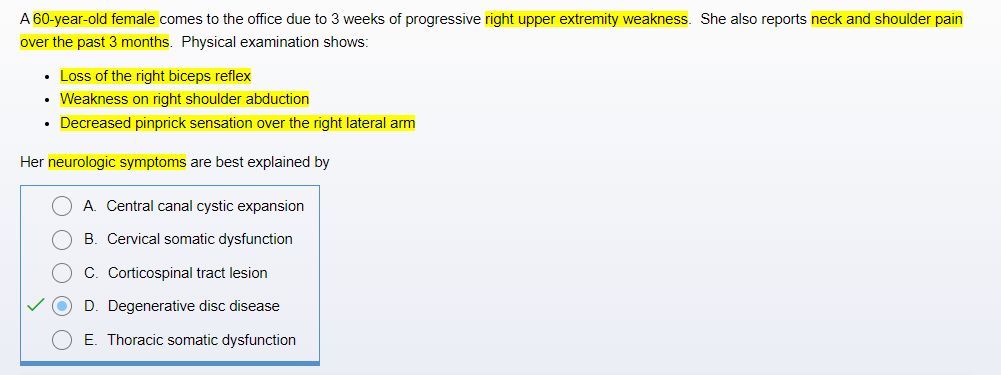 A 60-year-old female comes to the office due to 3 weeks of progressive right upper extremity weakness.  She also reports neck and shoulder pain
over the past 3 months.  Physical examination shows:
• Loss of the right biceps reflex
• Weakness on right shoulder abduction
• Decreased pinprick sensation over the right lateral arm
Her neurologic symptoms are best explained by
A. Central canal cystic expansion
B. Cervical somatic dysfunction
C. Corticospinal tract lesion
D. Degenerative disc disease
E. Thoracic somatic dysfunction